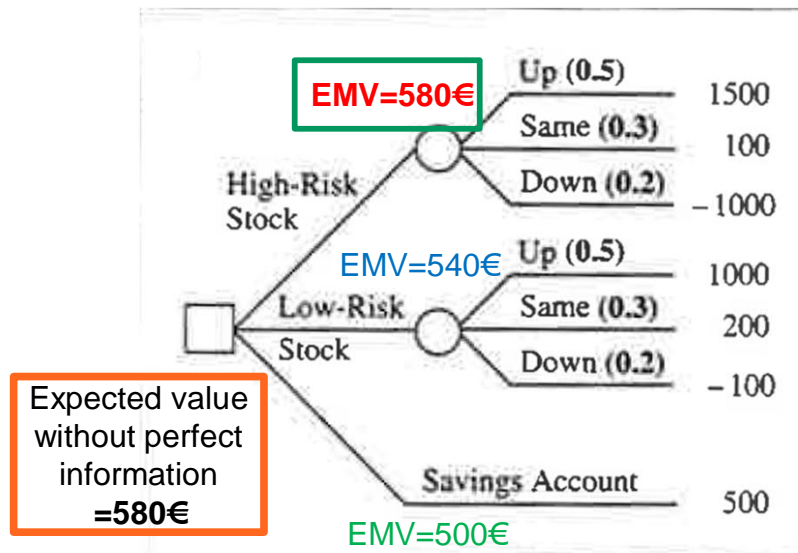 EMV=580€
Up (0.5)
1500
Same (0.3)
100
Down (0.2)
-1000
High-Risk
Stock
EMV=540€
Up (0.5)
1000
Same (0.3)
200
Down (0.2)
-100
Low-Risk
Stock
Expected value
without perfect
information
=580€
Savings Account
500
EMV=500€